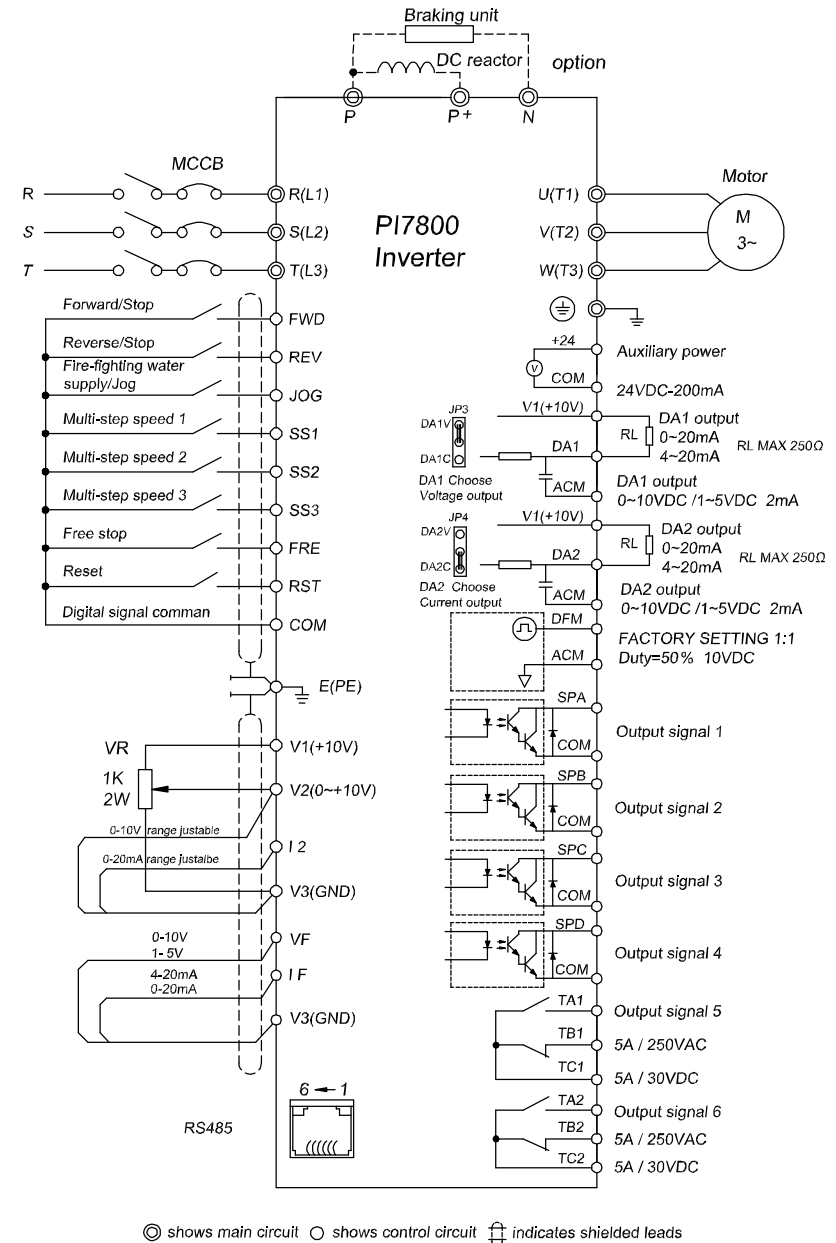 Braking unit
DC reactor
option
P
P+
N
MCCB
R
R(L1)
S
S(L2)
T
T(L3)
PI7800
Inverter
U(T1)
V(T2)
W(T3)
Motor
M
3~
Forward/Stop
FWD
Reverse/Stop
REV
Fire-fighting water
supply/Jog
JOG
Multi-step speed 1
SS1
Multi-step speed 2
SS2
Multi-step speed 3
SS3
Free stop
FRE
Reset
RST
Digital signal comman
COM
E(PE)
VR
1K
2W
V1(+10V)
V2(0~+10V)
0-10V range justable
I 2
0-20mA range justalbe
V3(GND)
0-10V
1- 5V
VF
4-20mA
0-20mA
I F
V3(GND)
RS485
6
1
+24
V
COM
Auxiliary power
24VDC-200mA
V1(+10V)
JP3
DA1V
DA1C
DA1 Choose
Voltage output
DA1
ACM
RL
DA1 output
0~20mA
4~20mA
RL MAX 250Ω
DA1 output
0~10VDC /1~5VDC 2mA
V1(+10V)
JP4
DA2V
DA2C
DA2 Choose
Current output
DA2
ACM
RL
DA2 output
0~20mA
4~20mA
RL MAX 250Ω
DA2 output
0~10VDC /1~5VDC 2mA
DFM
ACM
FACTORY SETTING 1:1
Duty=50% 10VDC
SPA
COM
Output signal 1
SPB
COM
Output signal 2
SPC
COM
Output signal 3
SPD
COM
Output signal 4
TA1
Output signal 5
TB1
5A / 250VAC
TC1
5A / 30VDC
TA2
Output signal 6
TB2
5A / 250VAC
TC2
5A / 30VDC
shows main circuit
shows control circuit
indicates shielded leads